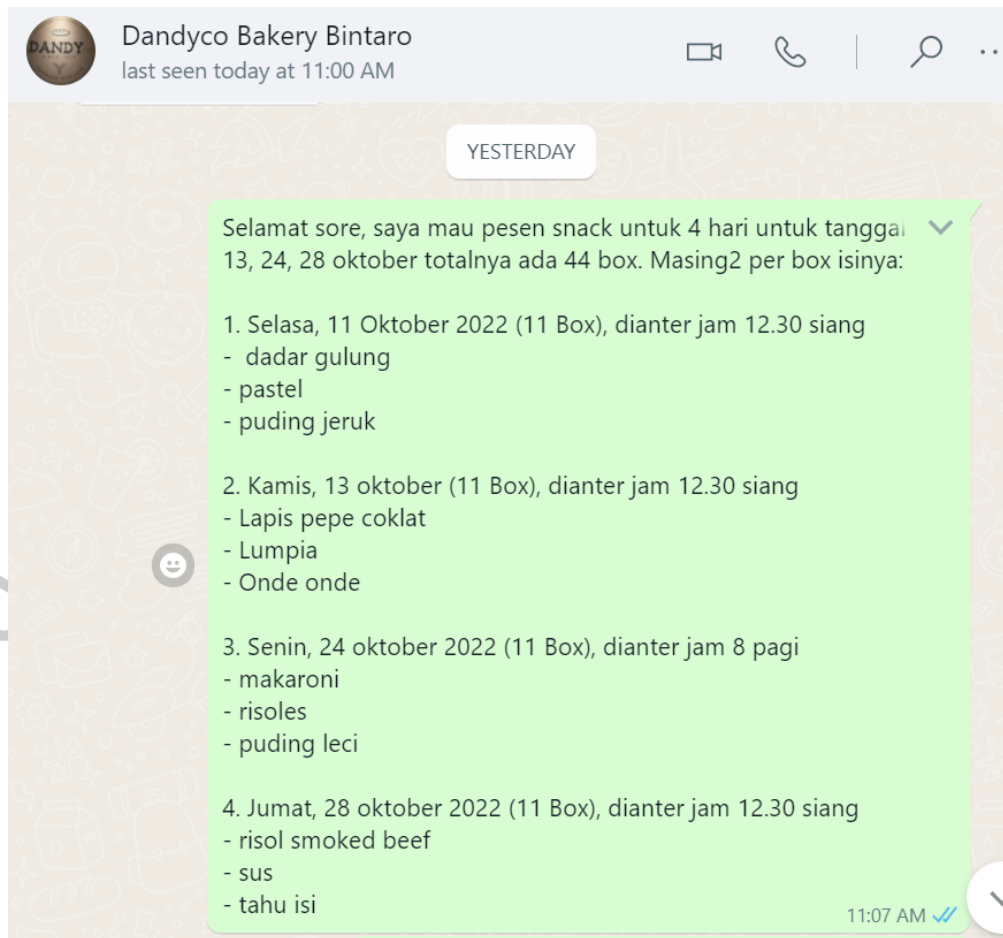 DANDY
Dandyco Bakery Bintaro
last seen today at 11:00 AM
YESTERDAY
Selamat sore, saya mau pesen snack untuk 4 hari untuk tanggal
13, 24, 28 oktober totalnya ada 44 box. Masing2 per box isinya:
1. Selasa, 11 Oktober 2022 (11 Box), dianter jam 12.30 siang
- dadar gulung
- pastel
- puding jeruk
2. Kamis, 13 oktober (11 Box), dianter jam 12.30 siang
- Lapis pepe coklat
- Lumpia
- Onde onde
3. Senin, 24 oktober 2022 (11 Box), dianter jam 8 pagi
- makaroni
- risoles
- puding leci
4. Jumat, 28 oktober 2022 (11 Box), dianter jam 12.30 siang
- risol smoked beef
- sus
- tahu isi
11:07 AM